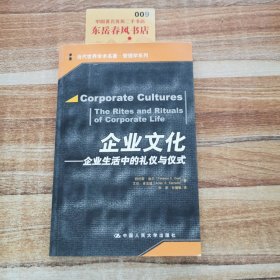 009
东岳春风书店
当代世界学术名著·管理学系列
Corporate Cultures
The Rites and Rituals
of Corporate Life
企业文化
——企业生活中的礼仪与仪式
中国人民大学出版社